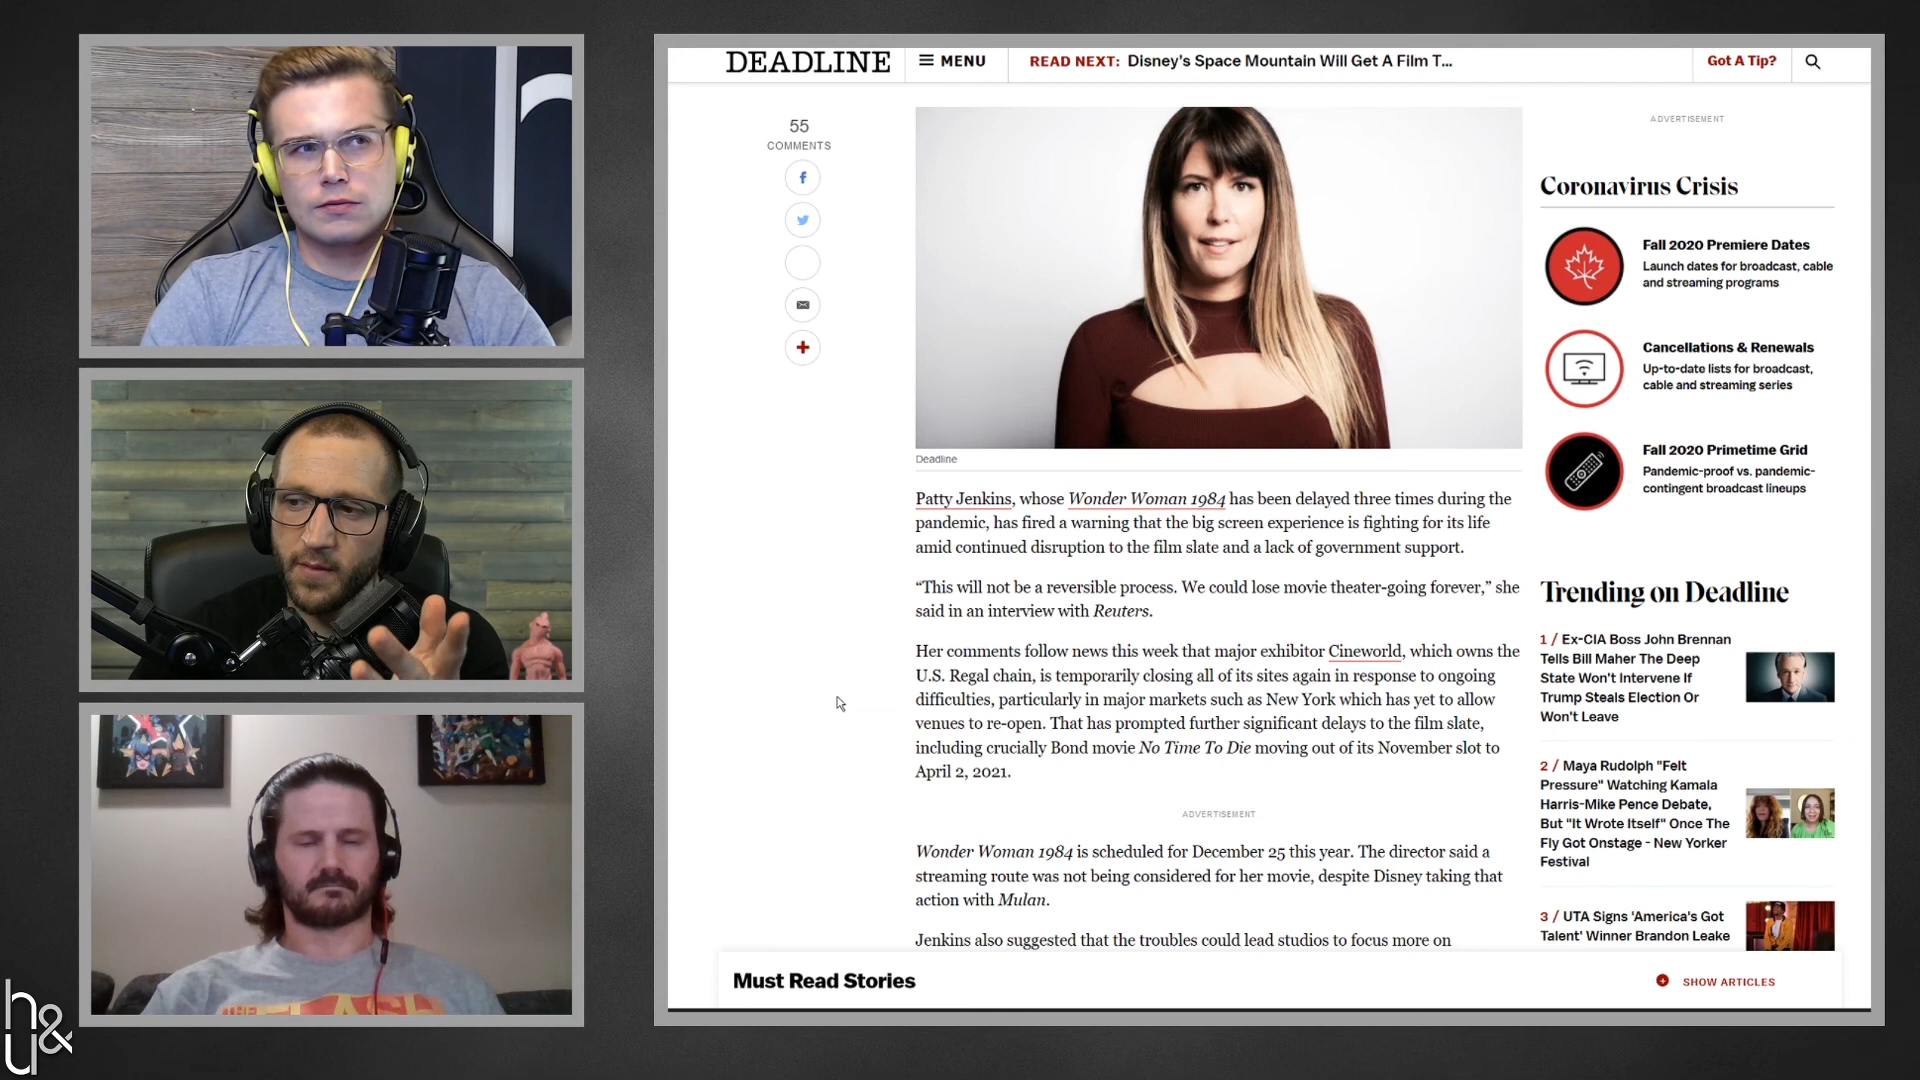 DEADLINE
MENU
READ NEXT: Disney's Space Mountain Will Get A Film T...
Got A Tip?
55
COMMENTS
f
ADVERTISEMENT
Coronavirus Crisis
Fall 2020 Premiere Dates
Launch dates for broadcast, cable
and streaming programs
Cancellations & Renewals
Up-to-date lists for broadcast,
cable and streaming series
Fall 2020 Primetime Grid
Pandemic-proof vs. pandemic-
contingent broadcast lineups
Deadline
Patty Jenkins, whose Wonder Woman 1984 has been delayed three times during the
pandemic, has fired a warning that the big screen experience is fighting for its life
amid continued disruption to the film slate and a lack of government support.
“This will not be a reversible process. We could lose movie theater-going forever,” she
said in an interview with Reuters.
Her comments follow news this week that major exhibitor Cineworld, which owns the
U.S. Regal chain, is temporarily closing all of its sites again in response to ongoing
difficulties, particularly in major markets such as New York which has yet to allow
venues to re-open. That has prompted further significant delays to the film slate,
including crucially Bond movie No Time To Die moving out of its November slot to
April 2, 2021.
ADVERTISEMENT
Wonder Woman 1984 is scheduled for December 25 this year. The director said a
streaming route was not being considered for her movie, despite Disney taking that
action with Mulan.
Jenkins also suggested that the troubles could lead studios to focus more on
Trending on Deadline
1 / Ex-CIA Boss John Brennan
Tells Bill Maher The Deep
State Won't Intervene If
Trump Steals Election Or
Won't Leave
2 / Maya Rudolph "Felt
Pressure" Watching Kamala
Harris-Mike Pence Debate,
But "It Wrote Itself" Once The
Fly Got Onstage - New Yorker
Festival
3 / UTA Signs 'America's Got
Talent' Winner Brandon Leake
Must Read Stories
SHOW ARTICLES
THE FLASH
h&u